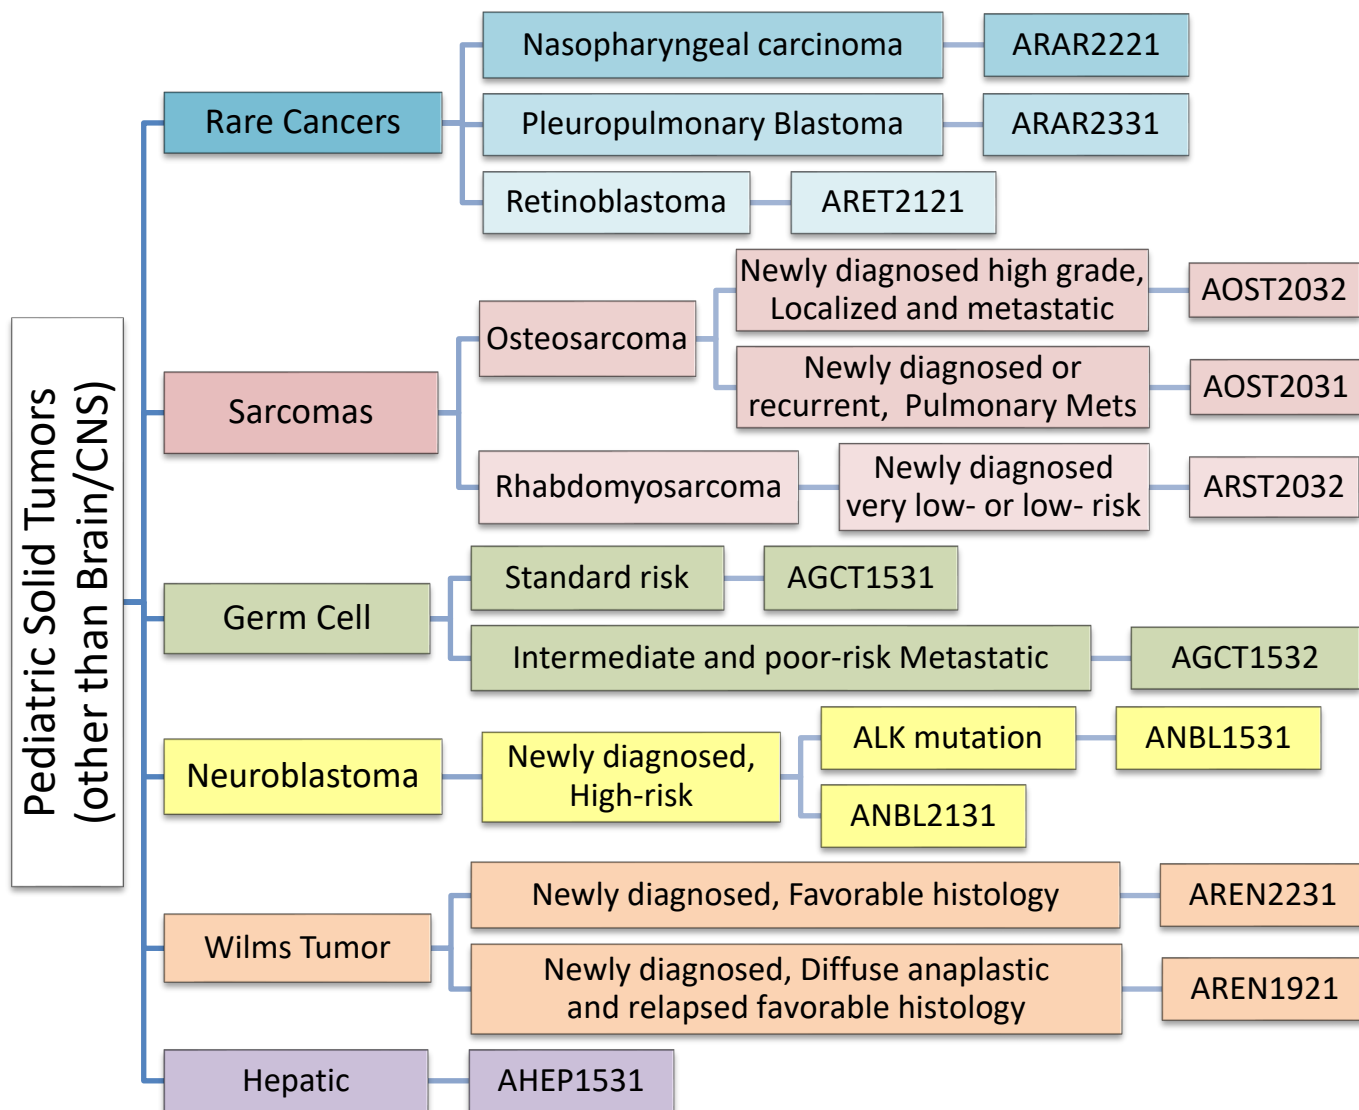 Pediatric Solid Tumors
(other than Brain/CNS)
Rare Cancers
Nasopharyngeal carcinoma
ARAR2221
Pleuropulmonary Blastoma
ARAR2331
Retinoblastoma
ARET2121
Sarcomas
Osteosarcoma
Newly diagnosed high grade,
Localized and metastatic
AOST2032
Newly diagnosed or
recurrent, Pulmonary Mets
AOST2031
Rhabdomyosarcoma
Newly diagnosed
very low- or low- risk
ARST2032
Germ Cell
Standard risk
AGCT1531
Intermediate and poor-risk Metastatic
AGCT1532
Neuroblastoma
Newly diagnosed,
High-risk
ALK mutation
ANBL1531
ANBL2131
Wilms Tumor
Newly diagnosed, Favorable histology
AREN2231
Newly diagnosed, Diffuse anaplastic
and relapsed favorable histology
AREN1921
Hepatic
AHEP1531